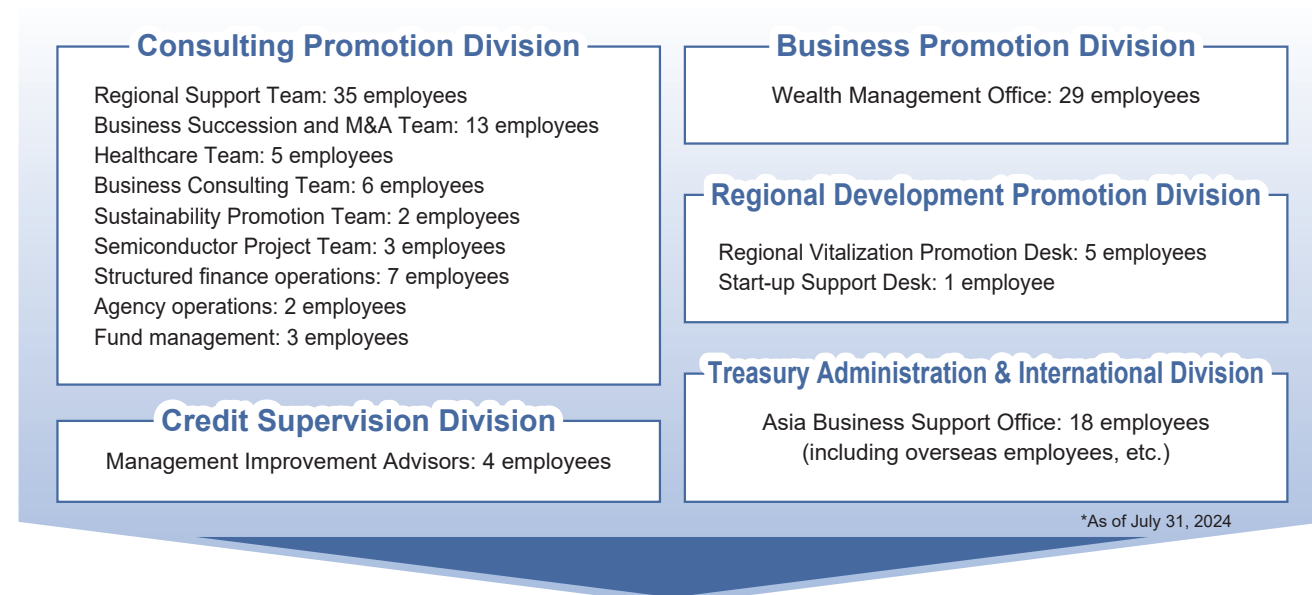 Consulting Promotion Division
Regional Support Team: 35 employees
Business Succession and M&A Team: 13 employees
Healthcare Team: 5 employees
Business Consulting Team: 6 employees
Sustainability Promotion Team: 2 employees
Semiconductor Project Team: 3 employees
Structured finance operations: 7 employees
Agency operations: 2 employees
Fund management: 3 employees
Credit Supervision Division
Management Improvement Advisors: 4 employees
Business Promotion Division
Wealth Management Office: 29 employees
Regional Development Promotion Division
Regional Vitalization Promotion Desk: 5 employees
Start-up Support Desk: 1 employee
Treasury Administration & International Division
Asia Business Support Office: 18 employees
(including overseas employees, etc.)
*As of July 31, 2024